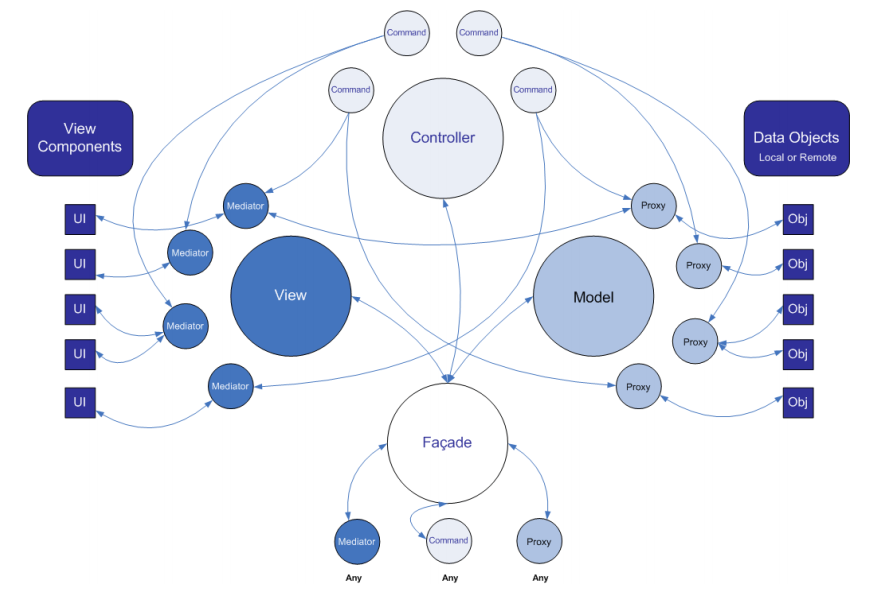 Command
Command
Command
Command
Controller
View
Components
Data Objects
Local or Remote
UI
Mediator
Proxy
Obj
UI
Mediator
Proxy
Obj
View
Model
UI
Mediator
Proxy
Obj
UI
Obj
UI
Mediator
Proxy
Obj
Façade
Mediator
Command
Proxy
Any
Any
Any